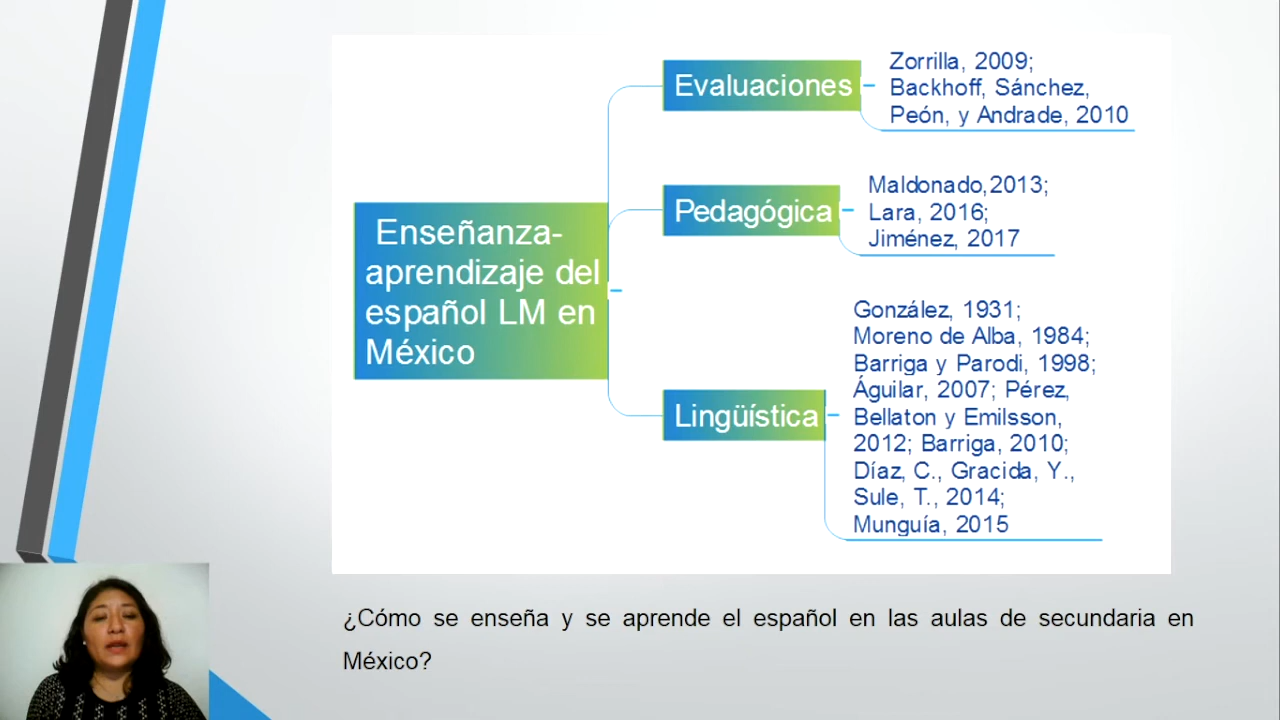 Enseñanza-
aprendizaje del
español LM en
México
Evaluaciones
Zorrilla, 2009;
Backhoff, Sánchez,
Peón, y Andrade, 2010
Pedagógica
Maldonado,2013;
Lara, 2016;
Jiménez, 2017
Lingüística
González, 1931;
Moreno de Alba, 1984;
Barriga y Parodi, 1998;
Águilar, 2007; Pérez,
Bellaton y Emilsson,
2012; Barriga, 2010;
Díaz, C., Gracida, Y.,
Sule, T., 2014;
Munguía, 2015
¿Cómo se enseña y se aprende el español en las aulas de secundaria en
México?